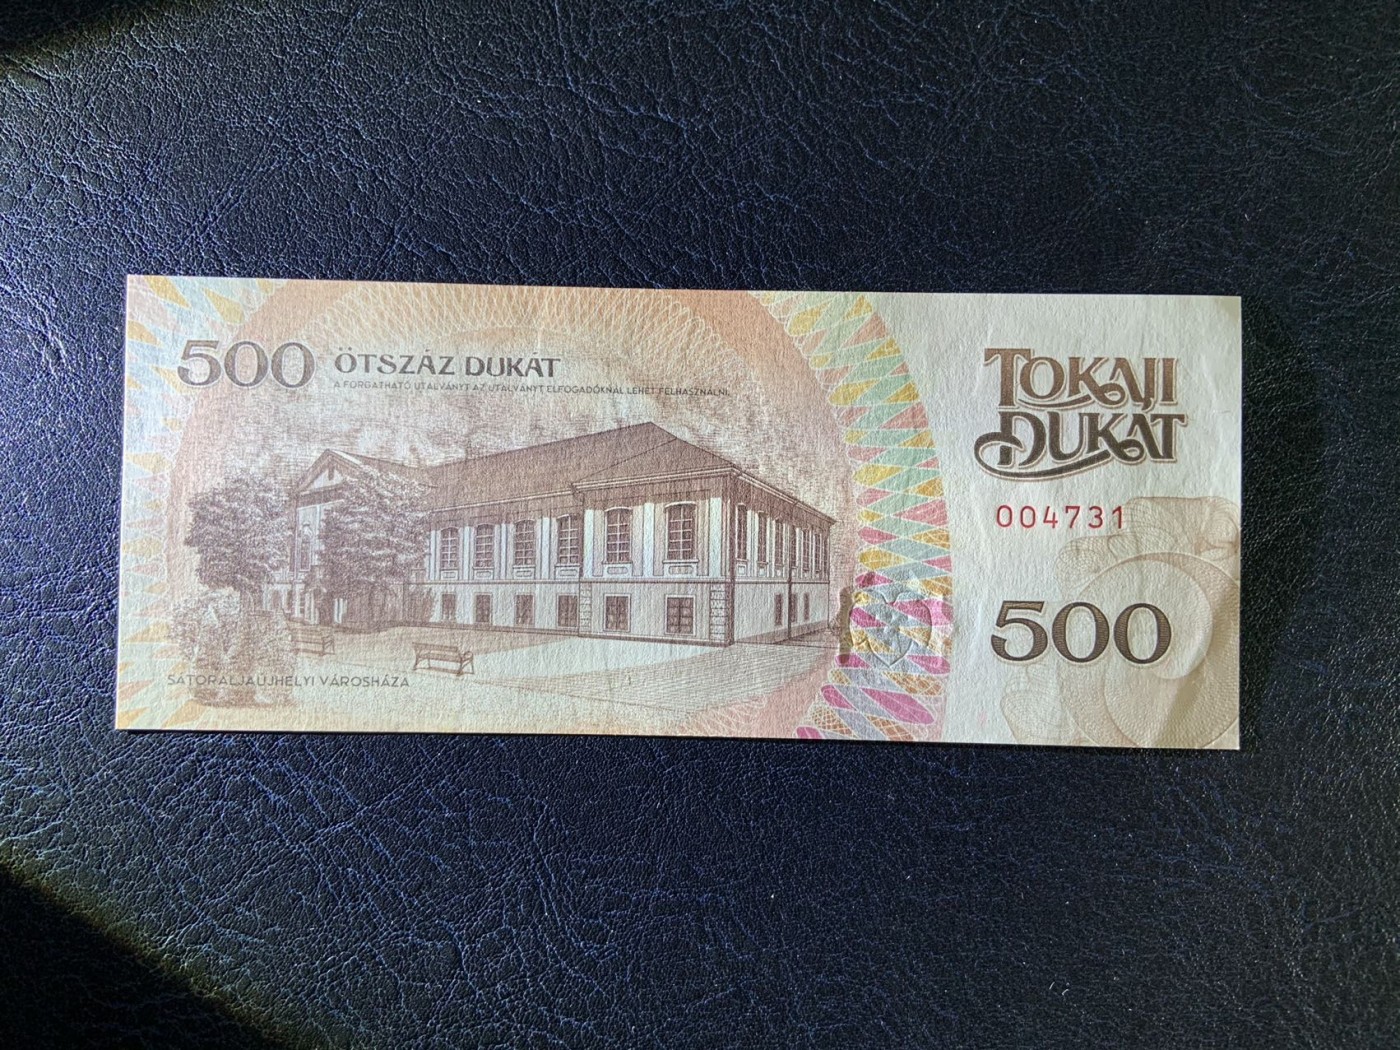 500 ÖTSZÁZ DUKÁT
A FORGATHATÓ UTALVÁNYT AZ UTALVÁNYT ELFOGADÓKNÁL LEHET FELHASZNÁLNI.
SÁTORALJAÚJHELYI VÁROSHÁZA
TOKAJI
DUKÁT
004731
500